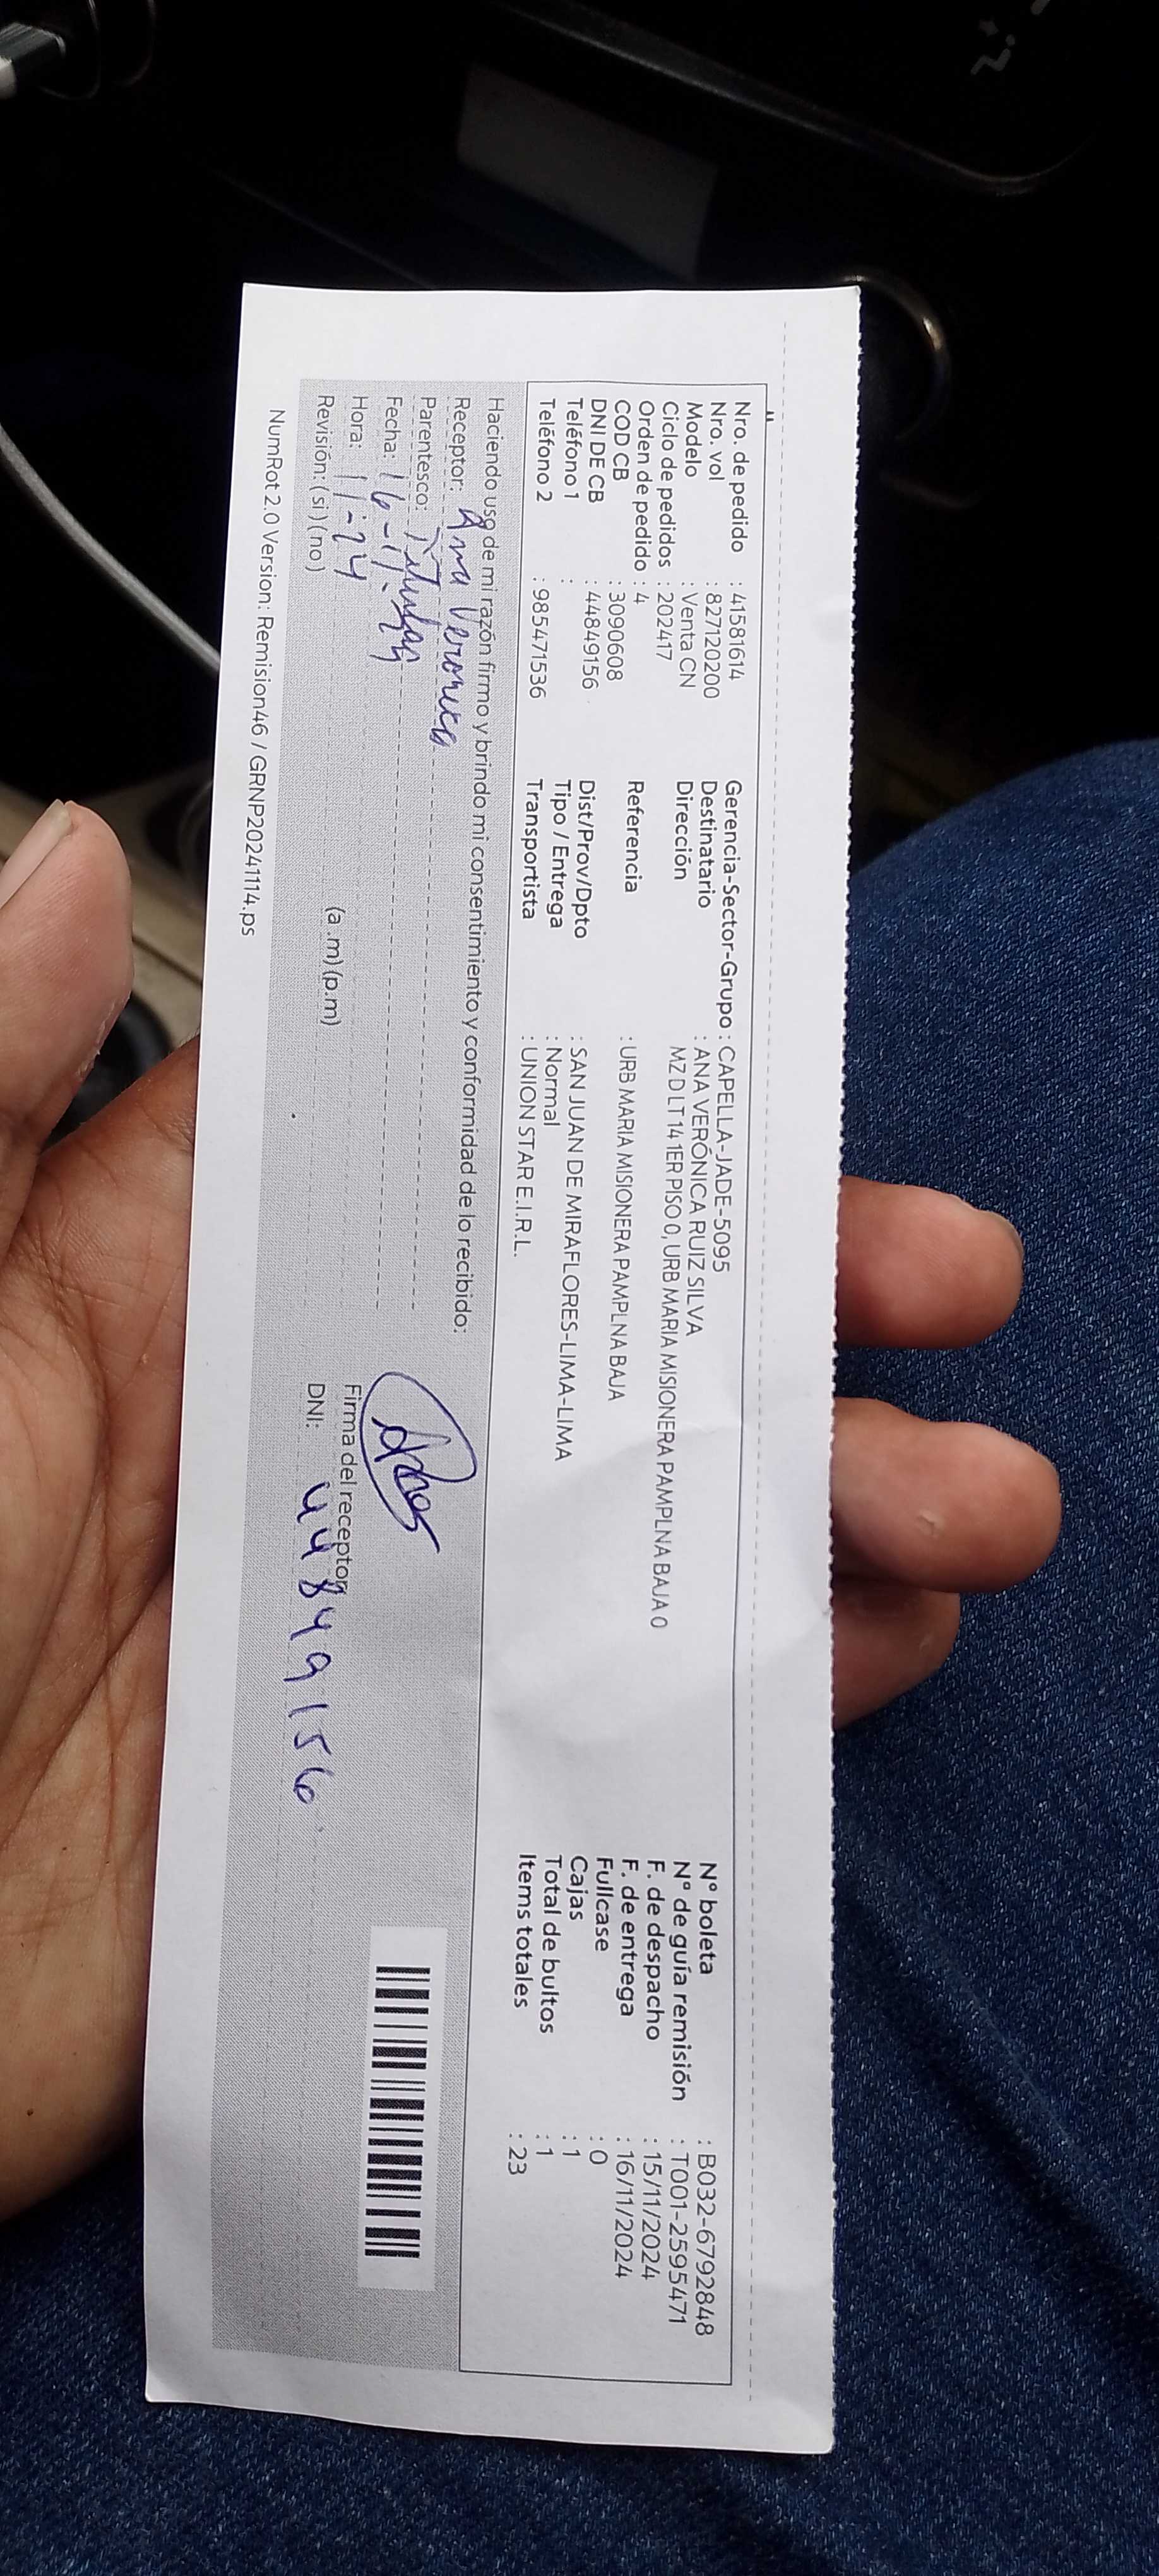 Nro. de pedido : 41581614
Nro. vol : 827120200
Modelo : Venta CN
Ciclo de pedidos : 202417
Orden de pedido : 4
COD CB : 3090608
DNI DE CB : 44849156
Teléfono 1 :
Teléfono 2 : 985471536
Gerencia-Sector-Grupo : CAPELLA-JADE-5095
Destinatario : ANA VERÓNICA RUIZ SILVA
Dirección MZ D LT 14 1ER PISO 0, URB MARIA MISIONERA PAMPLNA BAJA 0
Referencia : URB MARIA MISIONERA PAMPLNA BAJA
Dist/Prov/Dpto : SAN JUAN DE MIRAFLORES-LIMA-LIMA
Tipo / Entrega : Normal
Transportista : UNION STAR E.I.R.L.
N° boleta : B032-6792848
N° de guía remisión : T001-2595471
F. de despacho : 15/11/2024
F. de entrega : 16/11/2024
Fullcase : 0
Cajas : 1
Total de bultos : 1
Items totales : 23
Haciendo uso de mi razón firmo y brindo mi consentimiento y conformidad de lo recibido:
Receptor: Ana Veronica
Parentesco: Titular
Fecha: 16-11-24
Hora: 11-24
Revisión: ( si ) ( no ) (a .m) (p.m)
Firma del receptor
DNI: 44849156
NumRot 2.0 Version: Remision46 / GRNP20241114.ps